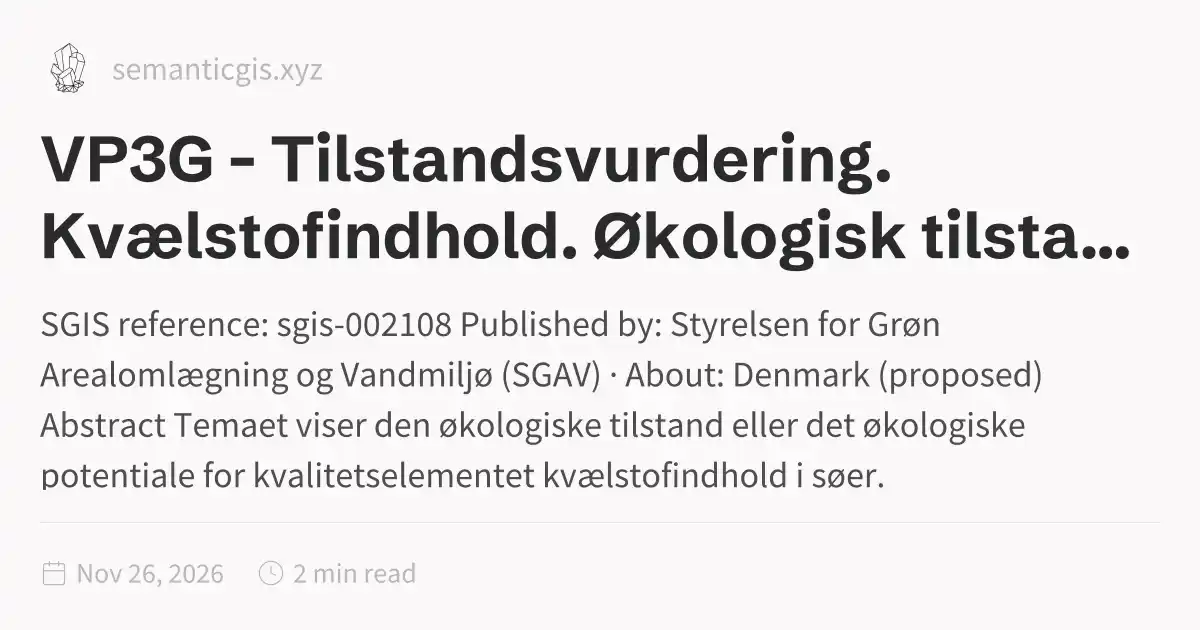 semanticgis.xyz
VP3G - Tilstandsvurdering.
Kvælstofindhold. Økologisk tilsta...
SGIS reference: sgis-002108 Published by: Styrelsen for Grøn
Arealomlægning og Vandmiljø (SGAV) · About: Denmark (proposed)
Abstract Temaet viser den økologiske tilstand eller det økologiske
potentiale for kvalitetselementet kvælstofindhold i søer.
Nov 26, 2026 2 min read